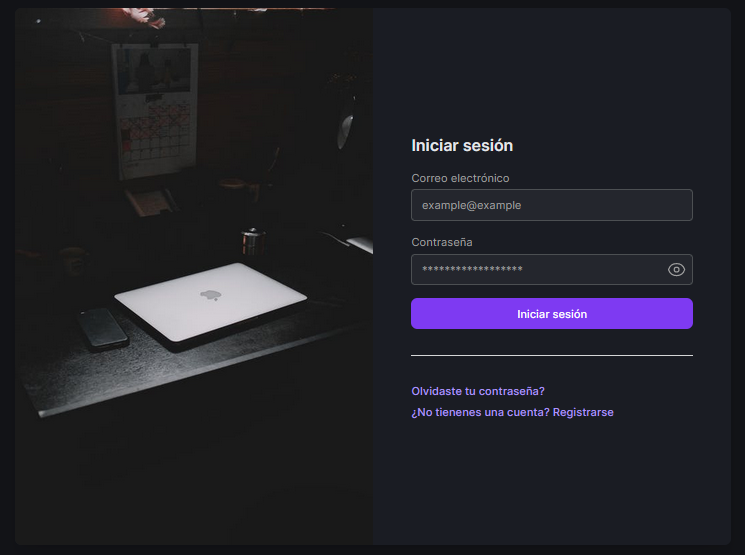 Iniciar sesión
Correo electrónico
example@example
Contraseña
******************
Iniciar sesión
Olvidaste tu contraseña?
¿No tienenes una cuenta? Registrarse